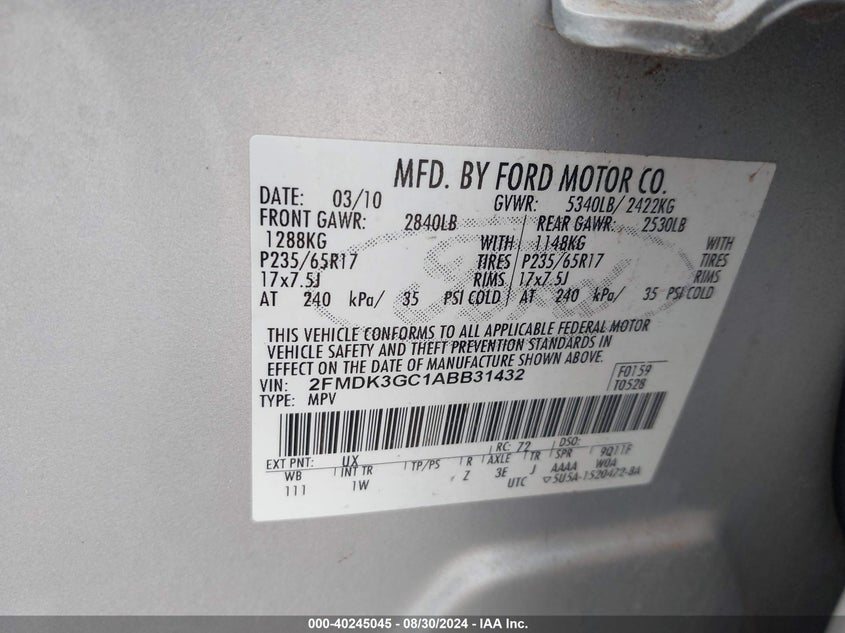 MFD. BY FORD MOTOR CO.
DATE: 03/10 GVWR: 5340LB/ 2422KG
FRONT GAWR: 2840LB REAR GAWR: 2530LB
1288KG WITH 1148KG WITH
P235/65R17 TIRES P235/65R17 TIRES
17x7.5J RIMS 17x7.5J RIMS
AT 240 kPa/ 35 PSI COLD AT 240 kPa/ 35 PSI COLD
Ford
THIS VEHICLE CONFORMS TO ALL APPLICABLE FEDERAL MOTOR
VEHICLE SAFETY AND THEFT PREVENTION STANDARDS IN
EFFECT ON THE DATE OF MANUFACTURE SHOWN ABOVE.
VIN: 2FMDK3GC1ABB31432 F0159
TYPE: MPV T0528
RC: Z2 DSO:
EXT PNT: UX 9Q11F
WB INT TR TP/PS R AXLE TR SPR
111 1W Z 3E J AAAA W0A
UTC ▽5U5A-1520472-BA
000-40245045 - 08/30/2024 - IAA Inc.